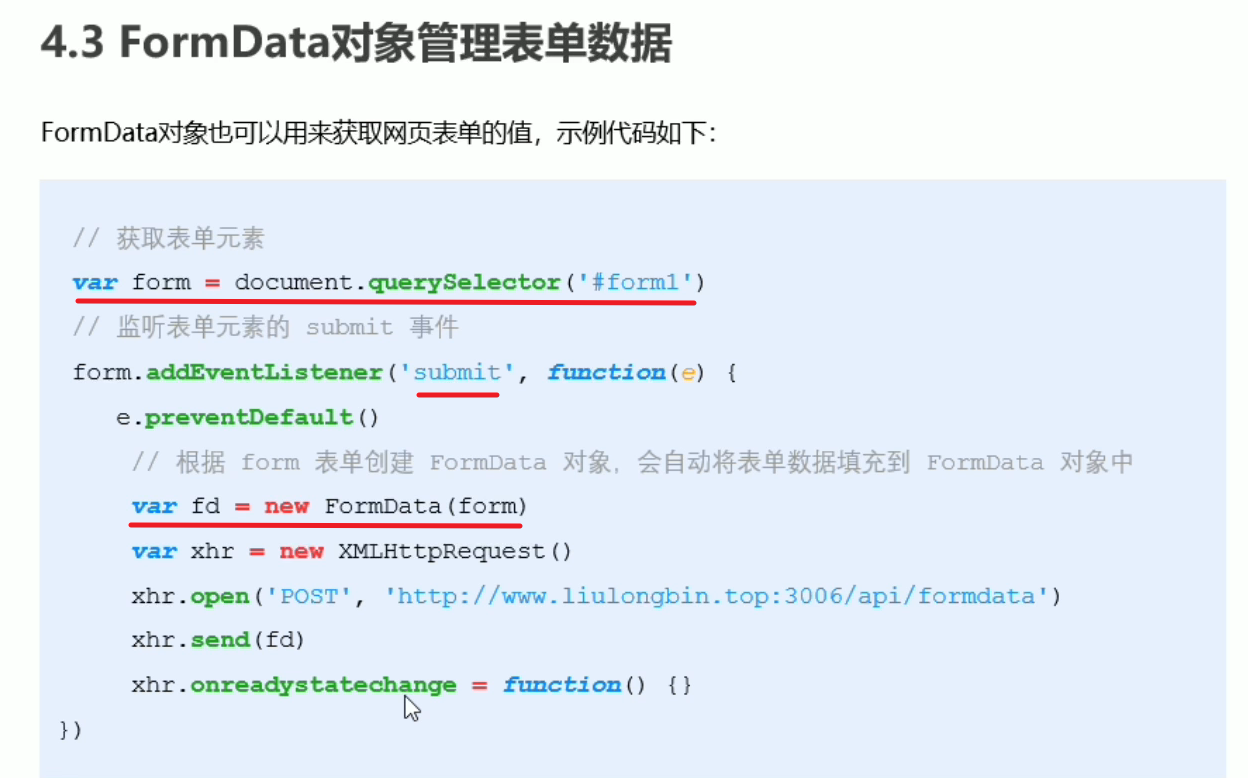 4.3 FormData对象管理表单数据
FormData对象也可以用来获取网页表单的值，示例代码如下：
// 获取表单元素
var form = document.querySelector('#form1')
// 监听表单元素的 submit 事件
form.addEventListener('submit', function(e) {
e.preventDefault()
// 根据 form 表单创建 FormData 对象，会自动将表单数据填充到 FormData 对象中
var fd = new FormData(form)
var xhr = new XMLHttpRequest()
xhr.open('POST', 'http://www.liulongbin.top:3006/api/formdata')
xhr.send(fd)
xhr.onreadystatechange = function() {}
})